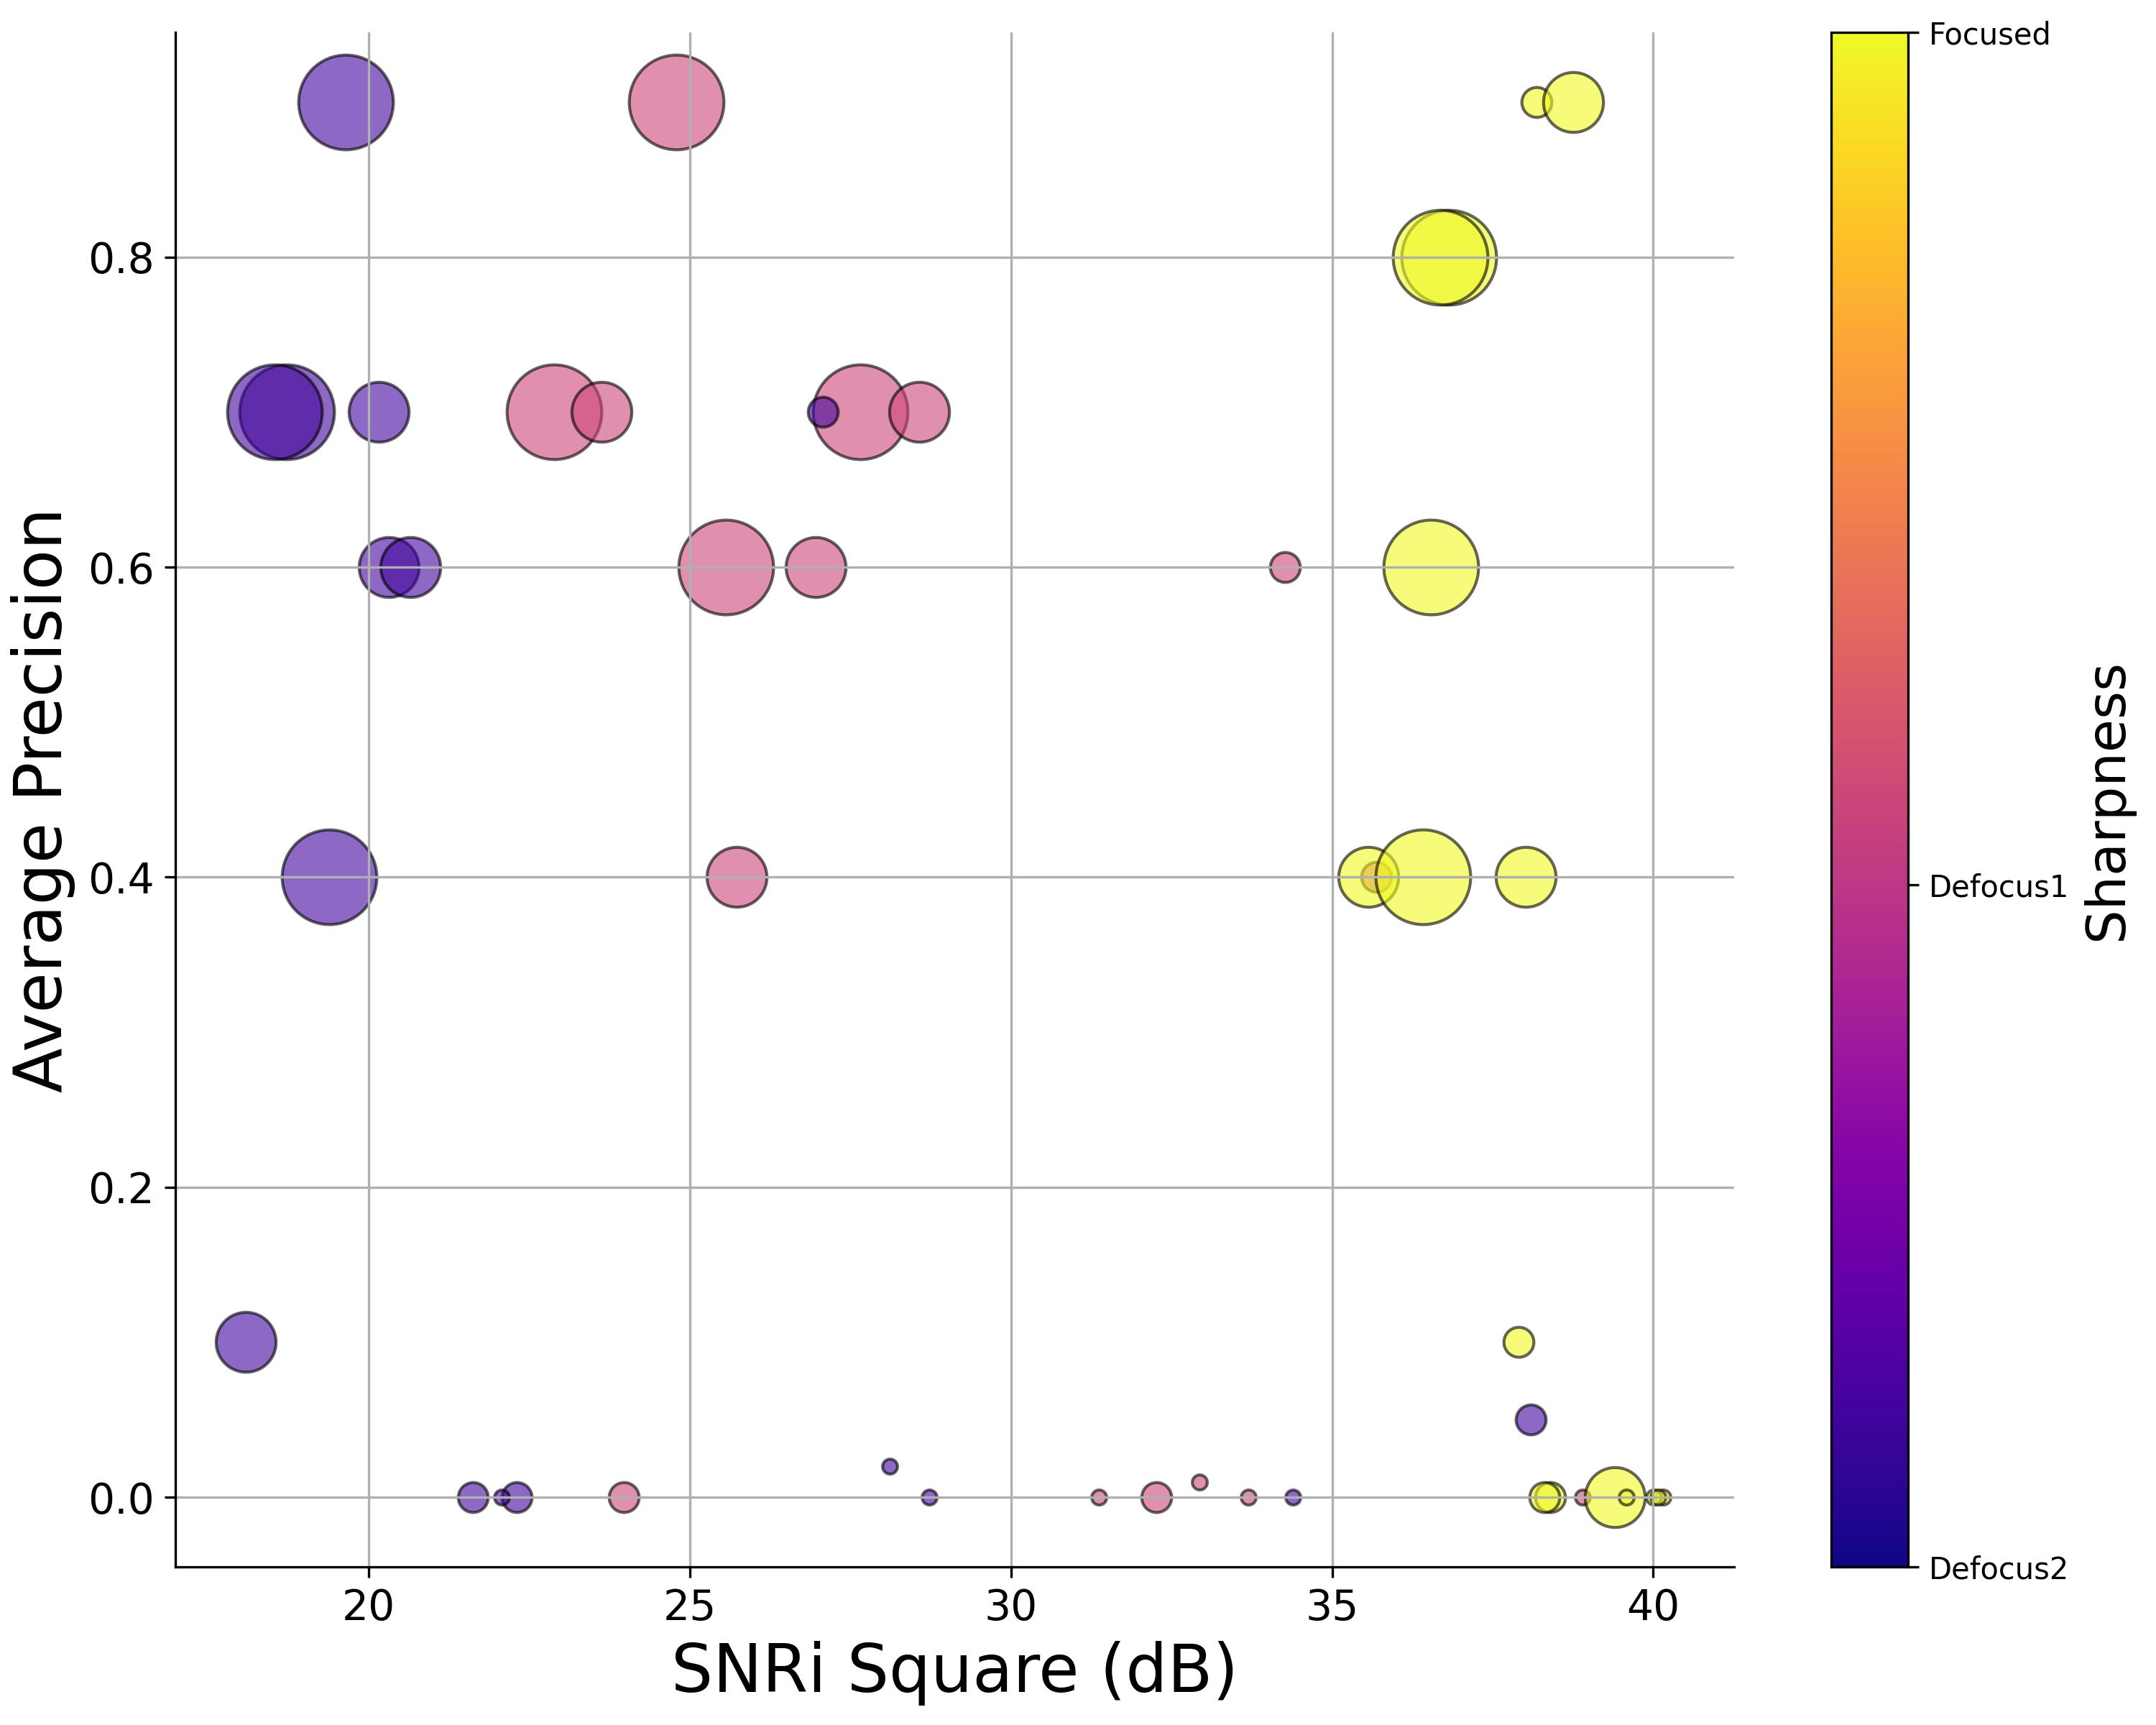 Average Precision
0.8
0.6
0.4
0.2
0.0
20
25
30
35
40
SNRi Square (dB)
Focused
Defocus1
Defocus2
Sharpness